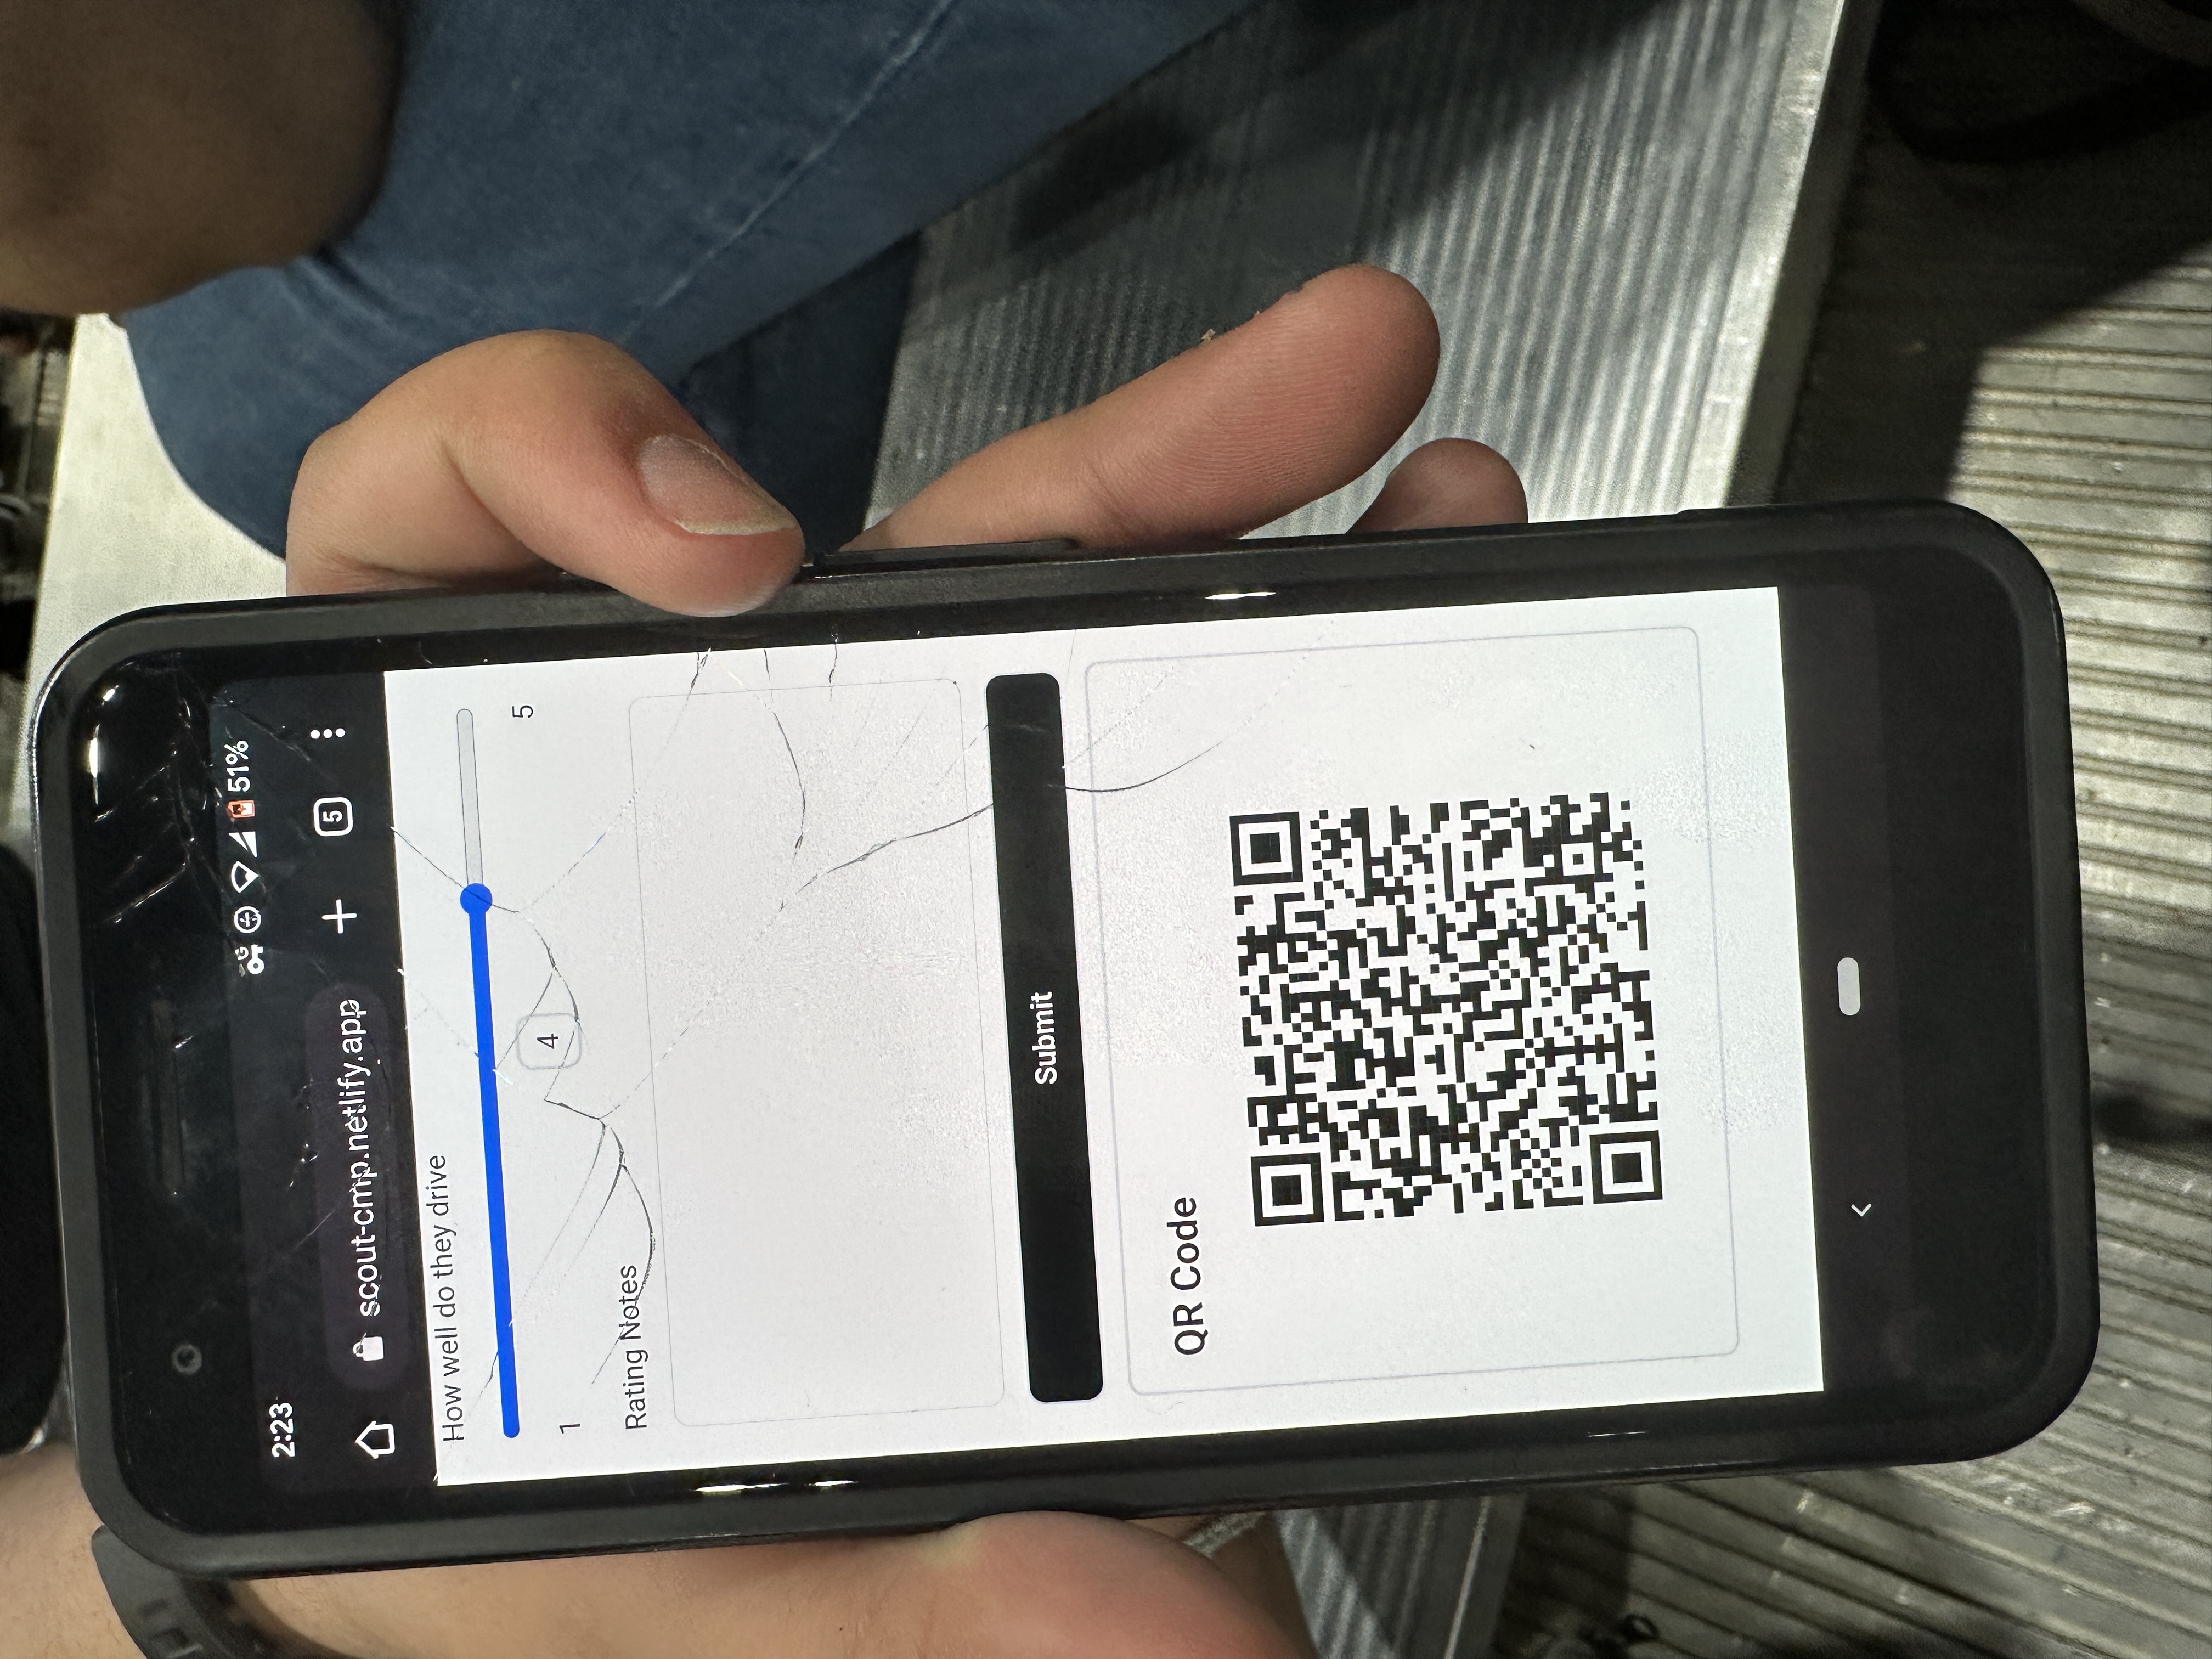 2:23
51%
scout-cmp.netlify.app
5
How well do they drive
1
4
5
Rating Notes
Submit
QR Code